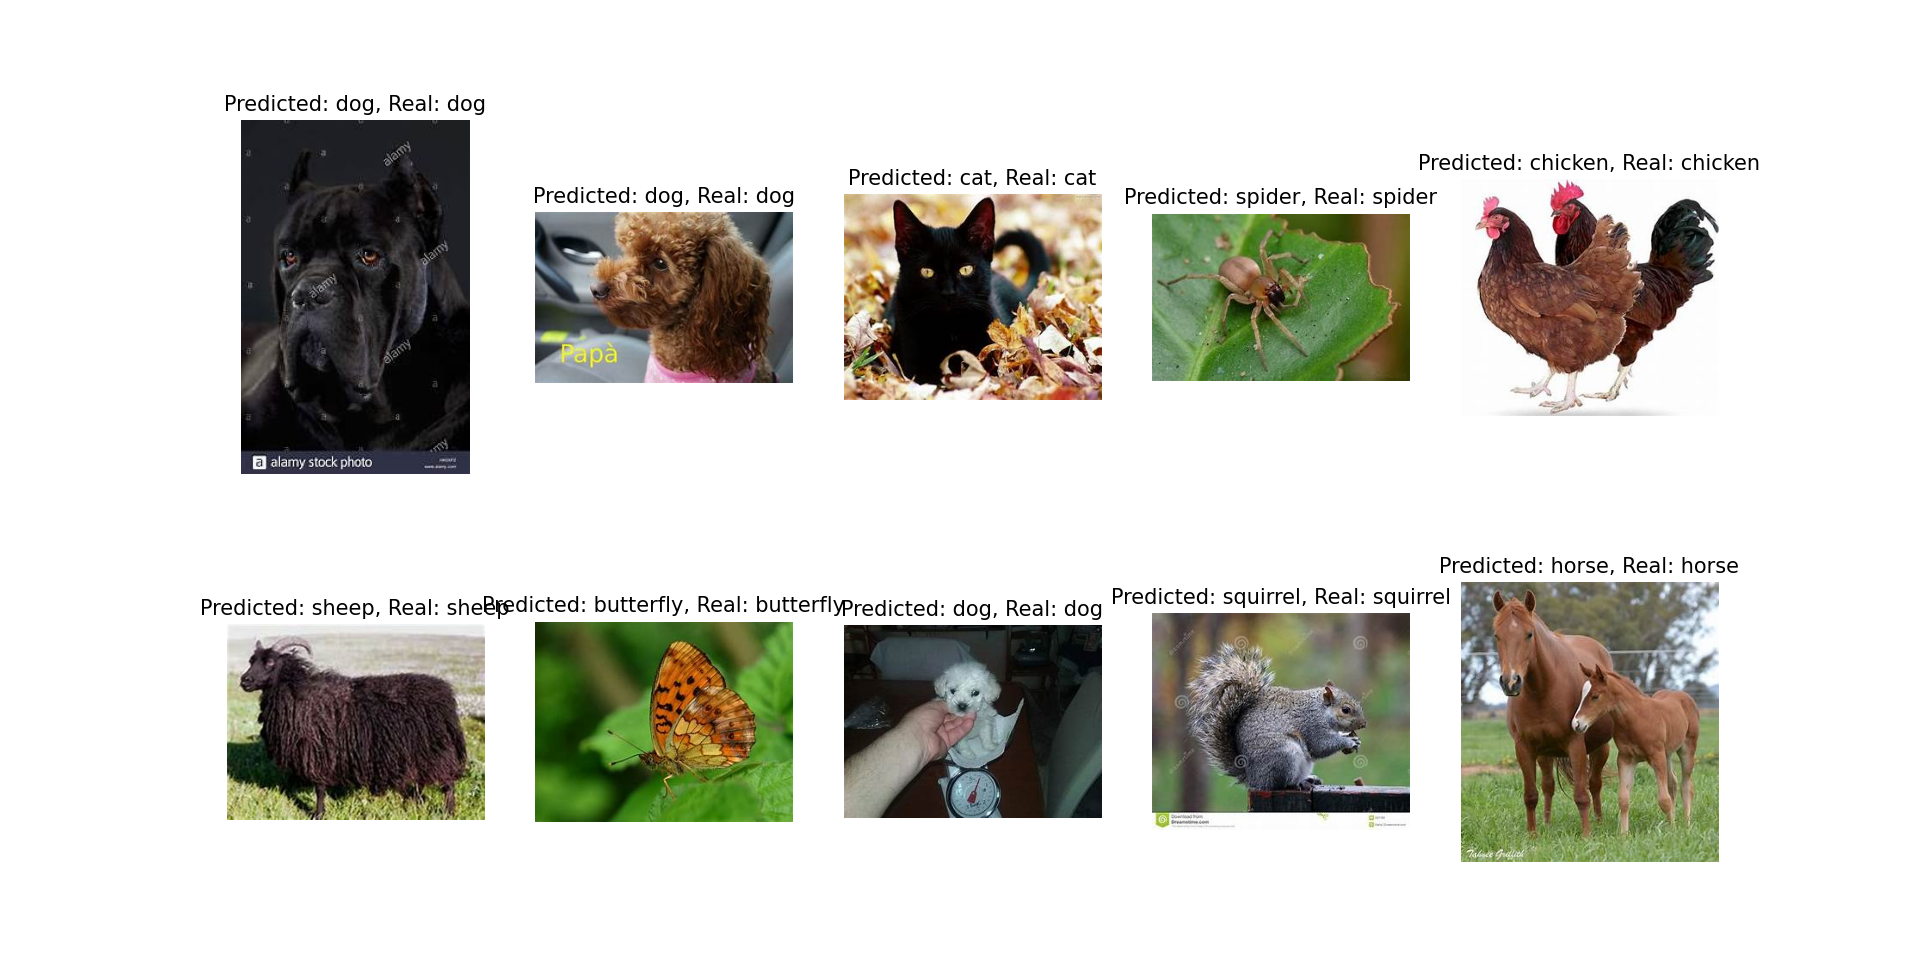 Predicted: dog, Real: dog
alamy
alamy
alamy
alamy
a alamy stock photo
www.alamy.com
Predicted: dog, Real: dog
Papà
Predicted: cat, Real: cat
Predicted: spider, Real: spider
Predicted: chicken, Real: chicken
Predicted: sheep, Real: sheep
Predicted: butterfly, Real: butterfly
Predicted: dog, Real: dog
Predicted: squirrel, Real: squirrel
Download from
Dreamstime.com
Predicted: horse, Real: horse